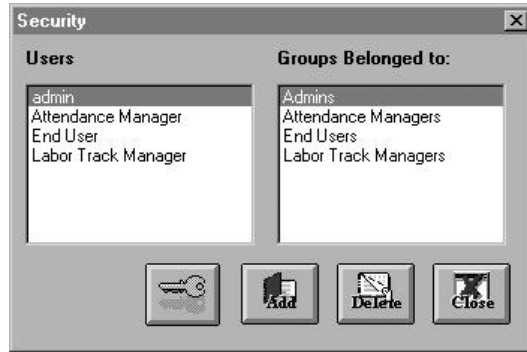 Security
Users
Groups Belonged to:
admin
Attendance Manager
End User
Labor Track Manager
Admins
Attendance Managers
End Users
Labor Track Managers
Add
Delete
Close